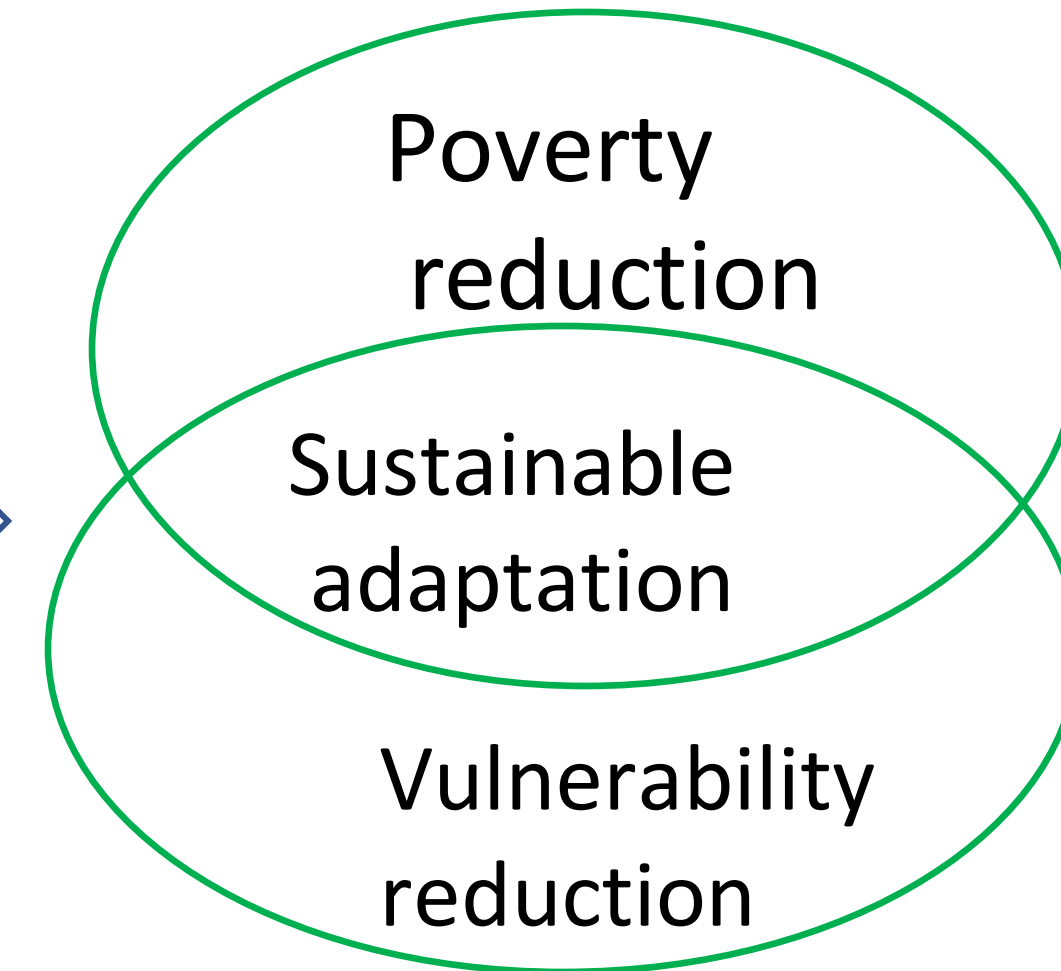 Poverty
reduction
Sustainable
adaptation
Vulnerability
reduction